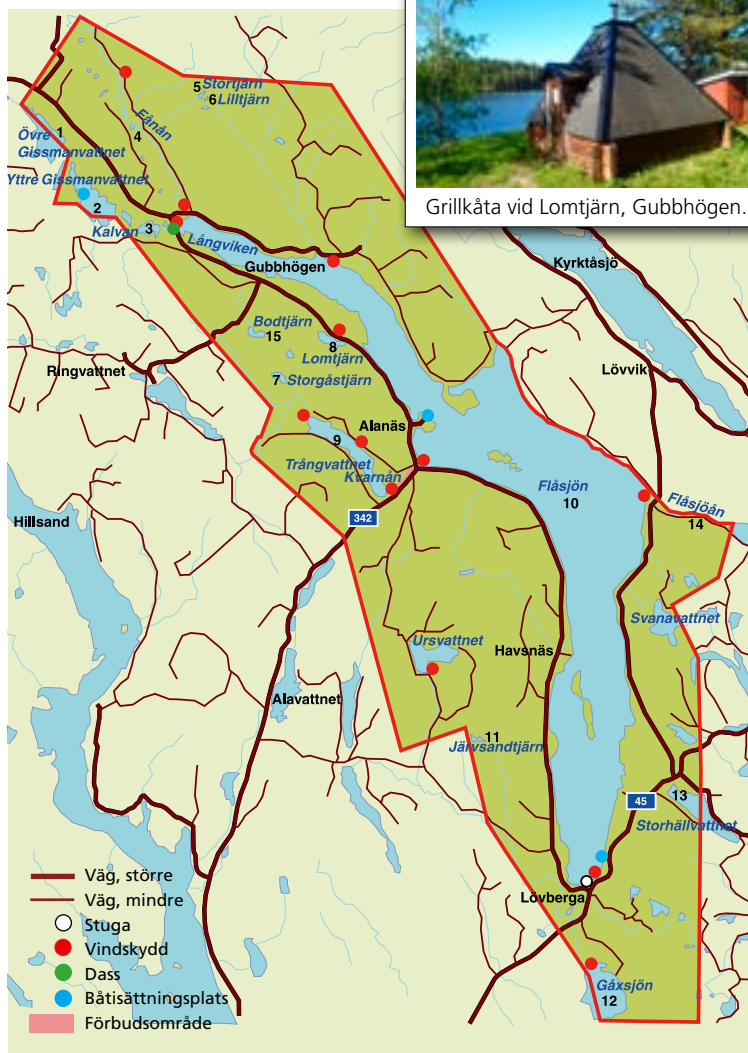 Grillkåta vid Lomtjärn, Gubbhögen.
5 Stortjärn
6 Lilltjärn
Fånån
4
1
Övre
Gissmanvattnet
Yttre Gissmanvattnet
2
Kalvan
3
Långviken
Gubbhögen
Kyrktåsjö
Bodtjärn
15
8
Lomtjärn
Lövvik
Ringvattnet
7 Storgåstjärn
Alanäs
9
Trångvattnet
Kvarnån
Flåsjön
10
Flåsjöån
14
342
Hillsand
Svanavattnet
Ursvattnet
Havsnäs
Alavattnet
11
Järvsandtjärn
45
13
Storhällvattnet
Lövberga
Gåxsjön
12
Väg, större
Väg, mindre
Stuga
Vindskydd
Dass
Båtisättningsplats
Förbudsområde